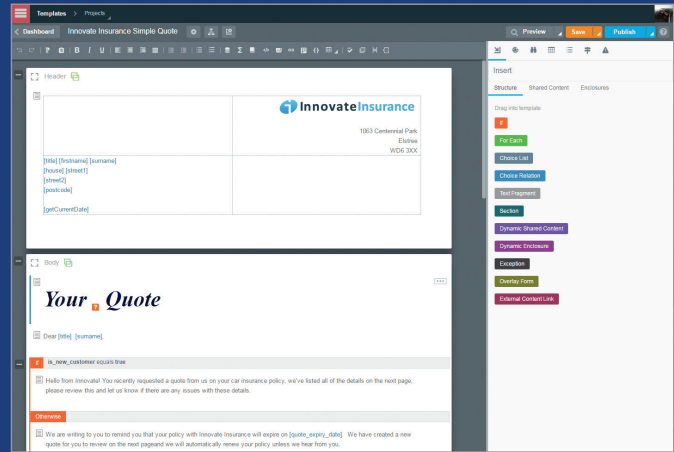 Templates > Projects
< Dashboard Innovate Insurance Simple Quote
Preview Save Publish
B I U
Header
InnovateInsurance
1063 Centennial Park
Elstree
WD6 3XX
[title] [firstname] [surname]
[house] [street1]
[street2]
[postcode]
[getCurrentDate]
Body
Your ? Quote
Dear [title] [surname],
if is_new_customer equals true
Hello from Innovate! You recently requested a quote from us on your car insurance policy, we've listed all of the details on the next page,
please review this and let us know if there are any issues with these details.
Otherwise
We are writing to you to remind you that your policy with Innovate Insurance will expire on [quote_expiry_date]. We have created a new
quote for you to review on the next pageand we will automatically renew your policy unless we hear from you.
Insert
Structure Shared Content Enclosures
Drag into template
If
For Each
Choice List
Choice Relation
Text Fragment
Section
Dynamic Shared Content
Dynamic Enclosure
Exception
Overlay Form
External Content Link